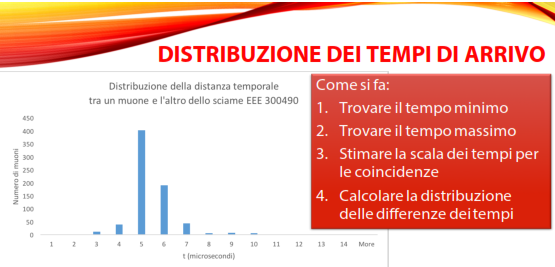 DISTRIBUZIONE DEI TEMPI DI ARRIVO
Distribuzione della distanza temporale
tra un muone e l'altro dello sciame EEE 300490
Numero di muoni
450
400
350
300
250
200
150
100
50
0
1 2 3 4 5 6 7 8 9 10 11 12 13 14 More
t (microsecondi)
Come si fa:
1. Trovare il tempo minimo
2. Trovare il tempo massimo
3. Stimare la scala dei tempi per
le coincidenze
4. Calcolare la distribuzione
delle differenze dei tempi